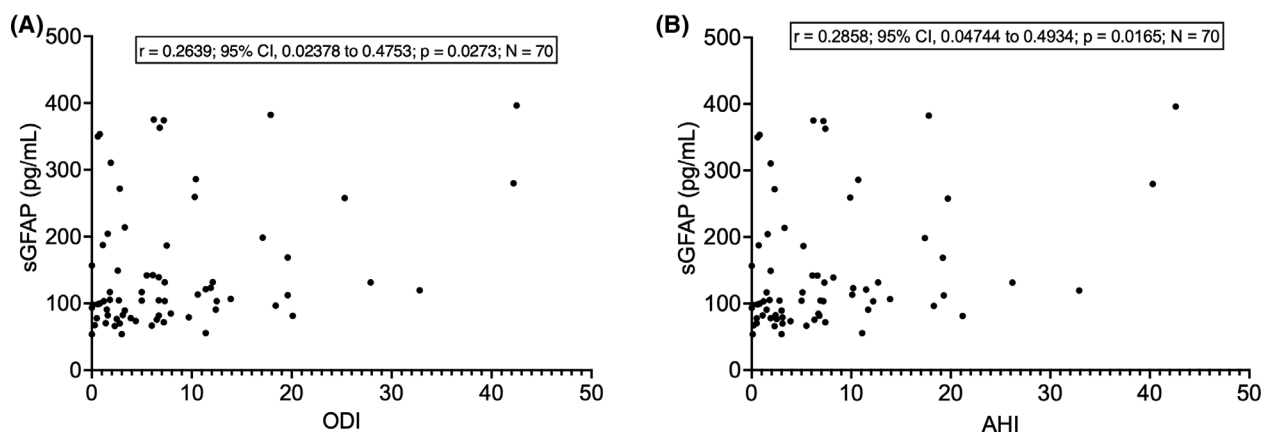 (A)
r = 0.2639; 95% CI, 0.02378 to 0.4753; p = 0.0273; N = 70
500
400
300
200
100
0
sGFAP (pg/mL)
0 10 20 30 40 50
ODI
(B)
r = 0.2858; 95% CI, 0.04744 to 0.4934; p = 0.0165; N = 70
500
400
300
200
100
0
sGFAP (pg/mL)
0 10 20 30 40 50
AHI